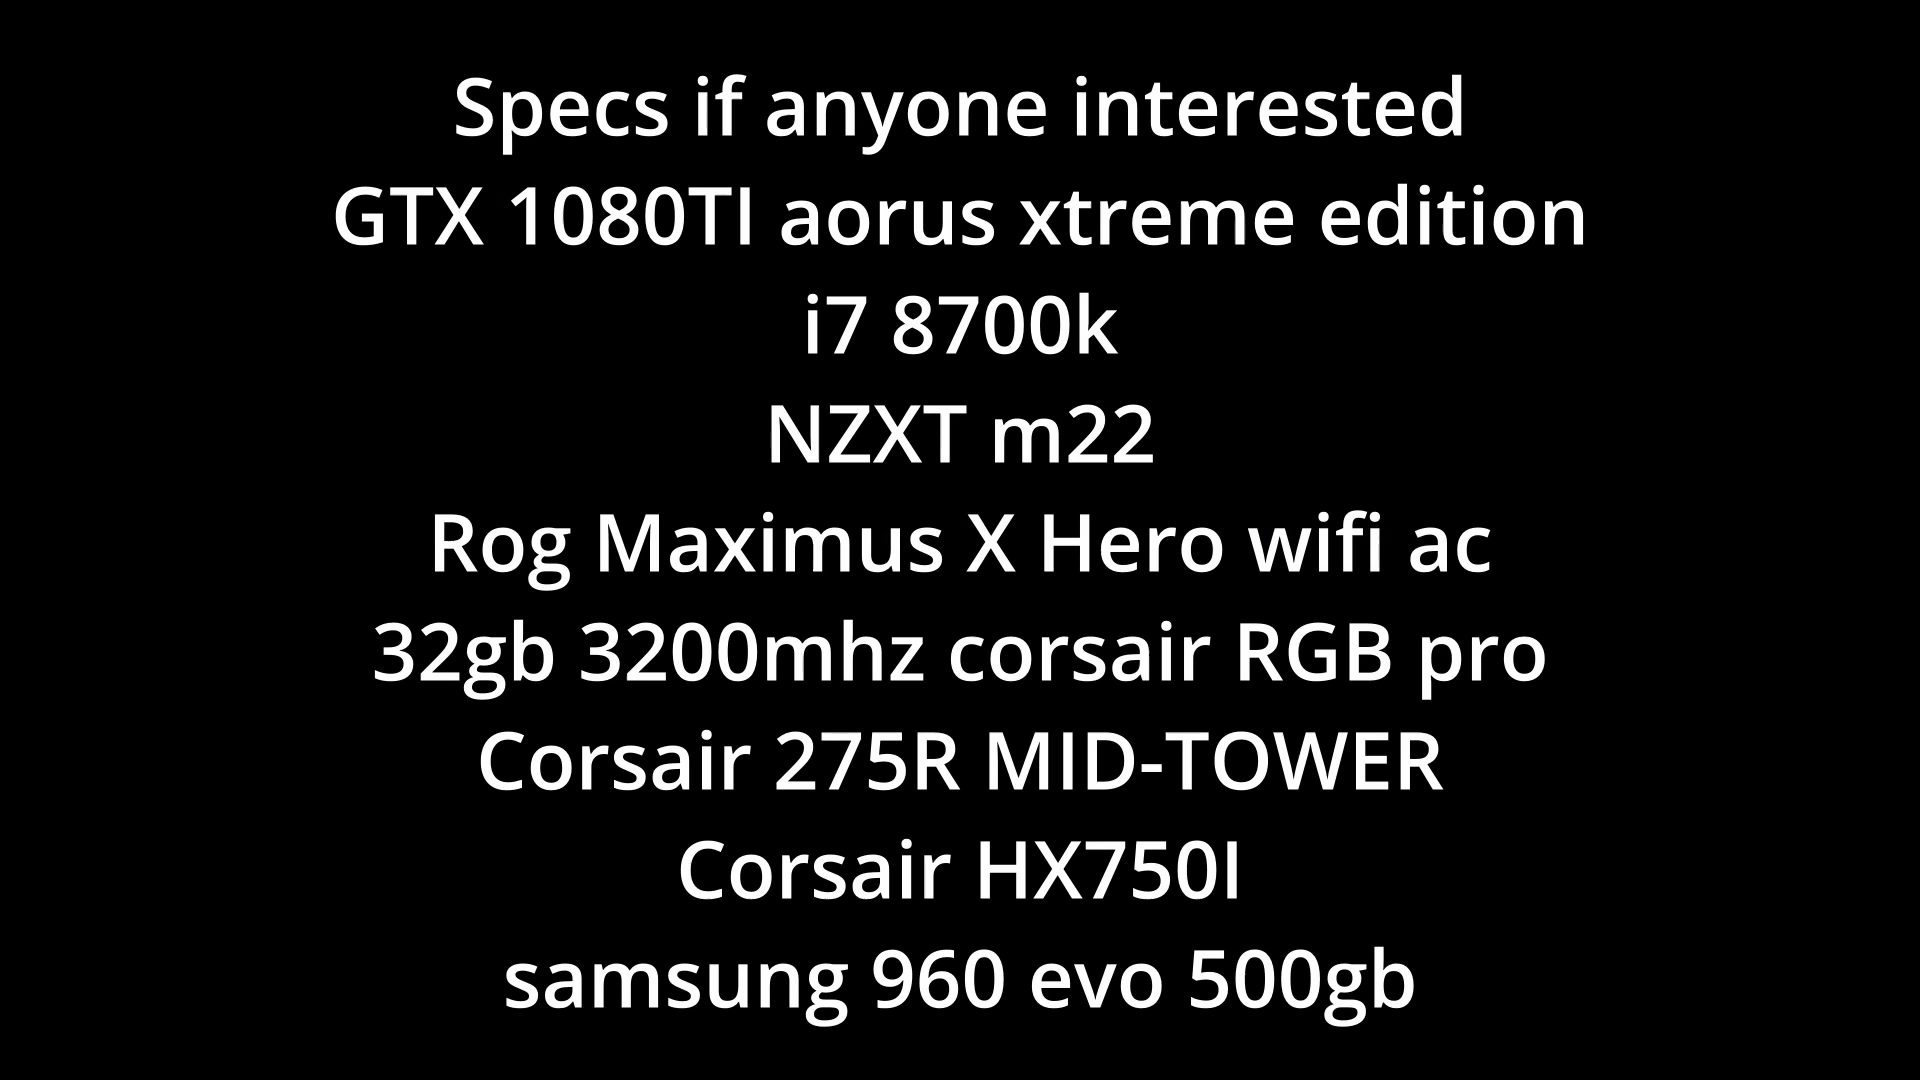 Specs if anyone interested
GTX 1080TI aorus xtreme edition
i7 8700k
NZXT m22
Rog Maximus X Hero wifi ac
32gb 3200mhz corsair RGB pro
Corsair 275R MID-TOWER
Corsair HX750I
samsung 960 evo 500gb